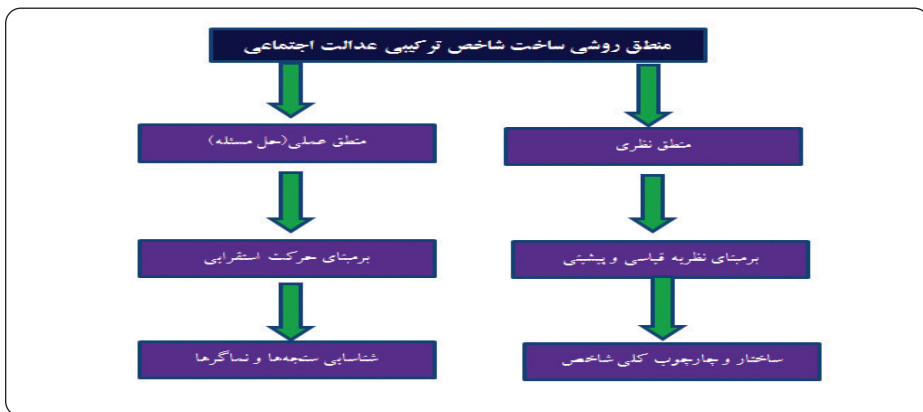 منطق روشی ساخت شاخص ترکیبی عدالت اجتماعی
منطق نظری
منطق عملی(حل مسئله)
برمبنای نظریه قیاسی و پیشینی
برمبنای حرکت استقرایی
ساختار و چارچوب کلی شاخص
شناسایی سنجه‌ها و نماگرها